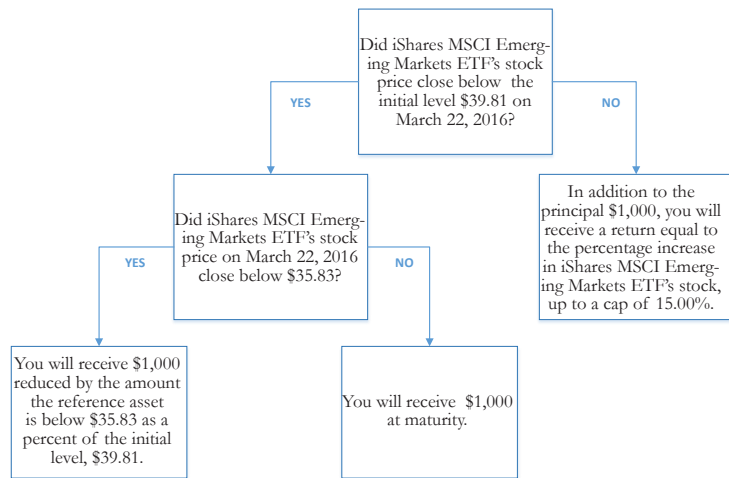 Did iShares MSCI Emerg-
ing Markets ETF's stock
price close below the
initial level $39.81 on
March 22, 2016?
YES
NO
Did iShares MSCI Emerg-
ing Markets ETF's stock
price on March 22, 2016
close below $35.83?
In addition to the
principal $1,000, you will
receive a return equal to
the percentage increase
in iShares MSCI Emerg-
ing Markets ETF's stock,
up to a cap of 15.00%.
YES
NO
You will receive $1,000
reduced by the amount
the reference asset
is below $35.83 as a
percent of the initial
level, $39.81.
You will receive $1,000
at maturity.